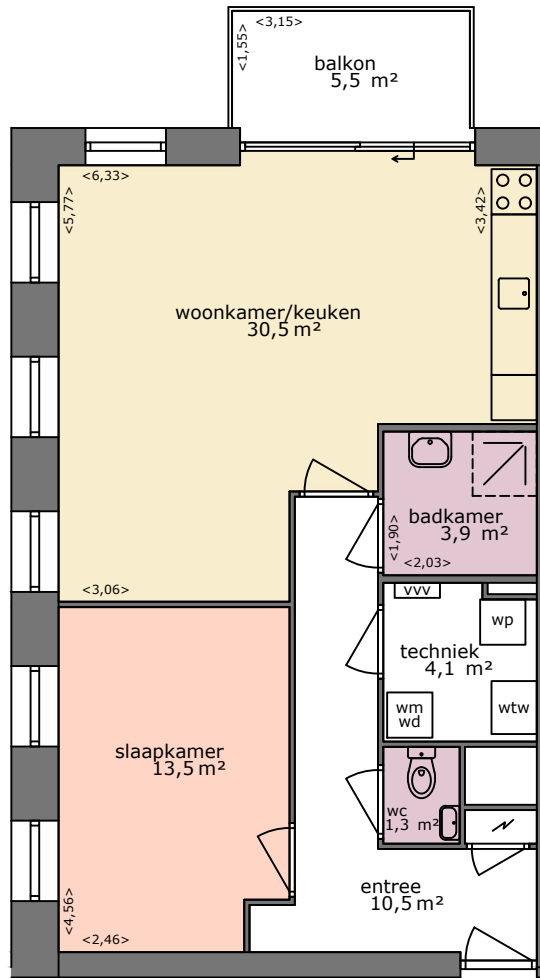 <3,15>
<1,55>
balkon
5,5 m²
<6,33>
<5,77>
<3,42>
woonkamer/keuken
30,5 m²
badkamer
3,9 m²
<1,90>
<2,03>
<3,06>
vvv
wp
techniek
4,1 m²
wm
wd
wtw
slaapkamer
13,5 m²
wc
1,3 m²
entree
10,5 m²
<4,56>
<2,46>